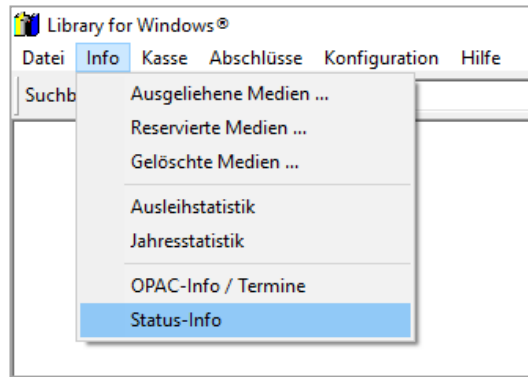 Library for Windows®
Datei Info Kasse Abschlüsse Konfiguration Hilfe
Suchb
Ausgeliehene Medien ...
Reservierte Medien ...
Gelöschte Medien ...
Ausleihstatistik
Jahresstatistik
OPAC-Info / Termine
Status-Info